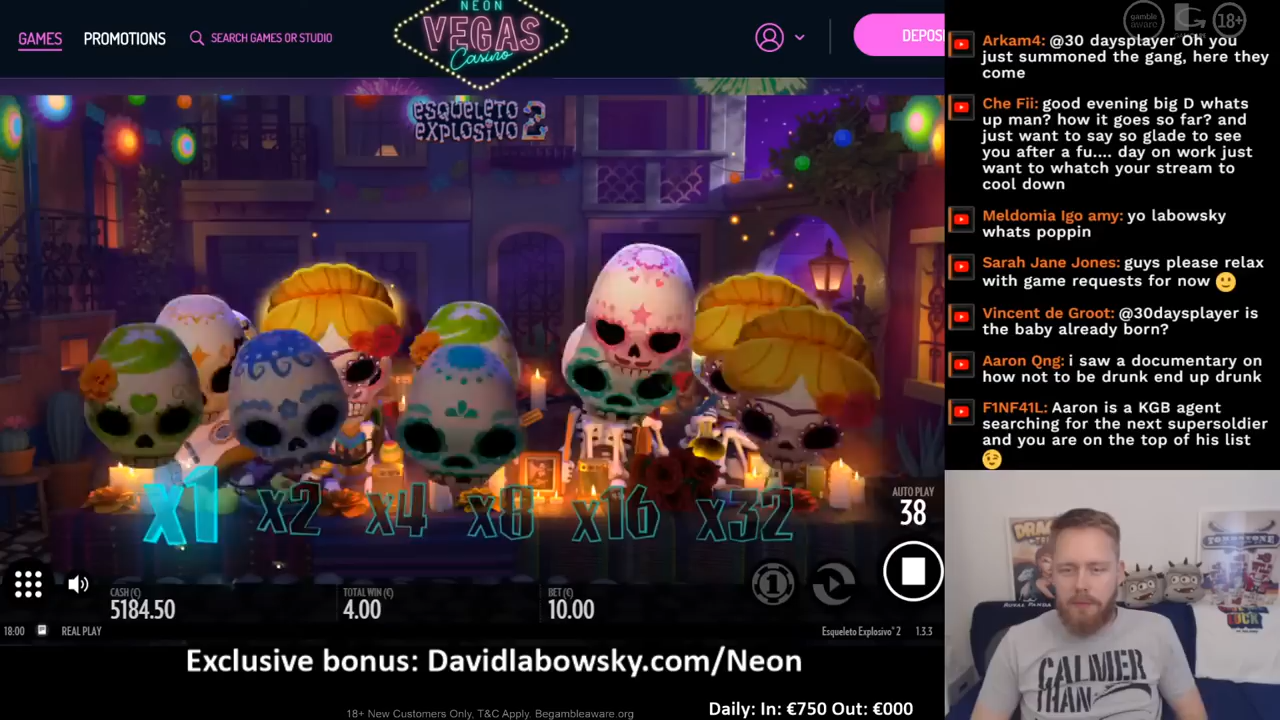 GAMES
PROMOTIONS
SEARCH GAMES OR STUDIO
NEON
VEGAS
Casino
DEPOSI
esqueleto
explosivo 2
x1 x2 x4 x8 x16 x32
AUTO PLAY
38
CASH (€)
5184.50
TOTAL WIN (€)
4.00
BET (€)
10.00
1
18:00
REAL PLAY
Esqueleto Explosivo® 2
1.3.3
Exclusive bonus: Davidlabowsky.com/Neon
18+ New Customers Only, T&C Apply. Begambleaware.org
Daily: In: €750 Out: €000
gamble
aware
G
18+
Arkam4: @30 daysplayer Oh you
just summoned the gang, here they
come
Che Fii: good evening big D whats
up man? how it goes so far? and
just want to say so glade to see
you after a fu.... day on work just
want to whatch your stream to
cool down
Meldomia Igo amy: yo labowsky
whats poppin
Sarah Jane Jones: guys please relax
with game requests for now 🙂
Vincent de Groot: @30daysplayer is
the baby already born?
Aaron Qng: i saw a documentary on
how not to be drunk end up drunk
F1NF41L: Aaron is a KGB agent
searching for the next supersoldier
and you are on the top of his list
😉
TOMBSTONE
CALMER
MAN